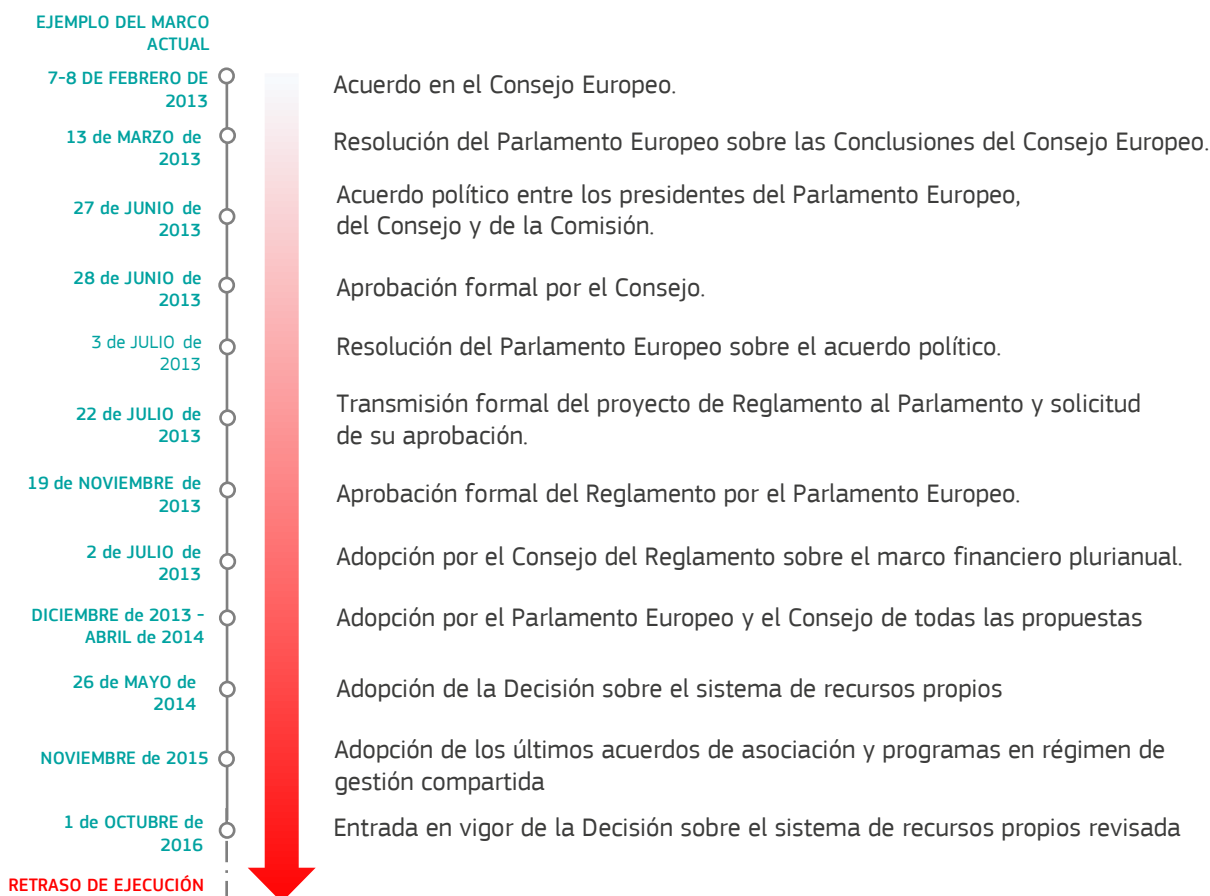 EJEMPLO DEL MARCO
ACTUAL
7-8 DE FEBRERO DE
2013
Acuerdo en el Consejo Europeo.
13 de MARZO de
2013
Resolución del Parlamento Europeo sobre las Conclusiones del Consejo Europeo.
27 de JUNIO de
2013
Acuerdo político entre los presidentes del Parlamento Europeo,
del Consejo y de la Comisión.
28 de JUNIO de
2013
Aprobación formal por el Consejo.
3 de JULIO de
2013
Resolución del Parlamento Europeo sobre el acuerdo político.
22 de JULIO de
2013
Transmisión formal del proyecto de Reglamento al Parlamento y solicitud
de su aprobación.
19 de NOVIEMBRE de
2013
Aprobación formal del Reglamento por el Parlamento Europeo.
2 de JULIO de
2013
Adopción por el Consejo del Reglamento sobre el marco financiero plurianual.
DICIEMBRE de 2013 -
ABRIL de 2014
Adopción por el Parlamento Europeo y el Consejo de todas las propuestas
26 de MAYO de
2014
Adopción de la Decisión sobre el sistema de recursos propios
NOVIEMBRE de 2015
Adopción de los últimos acuerdos de asociación y programas en régimen de
gestión compartida
1 de OCTUBRE de
2016
Entrada en vigor de la Decisión sobre el sistema de recursos propios revisada
RETRASO DE EJECUCIÓN